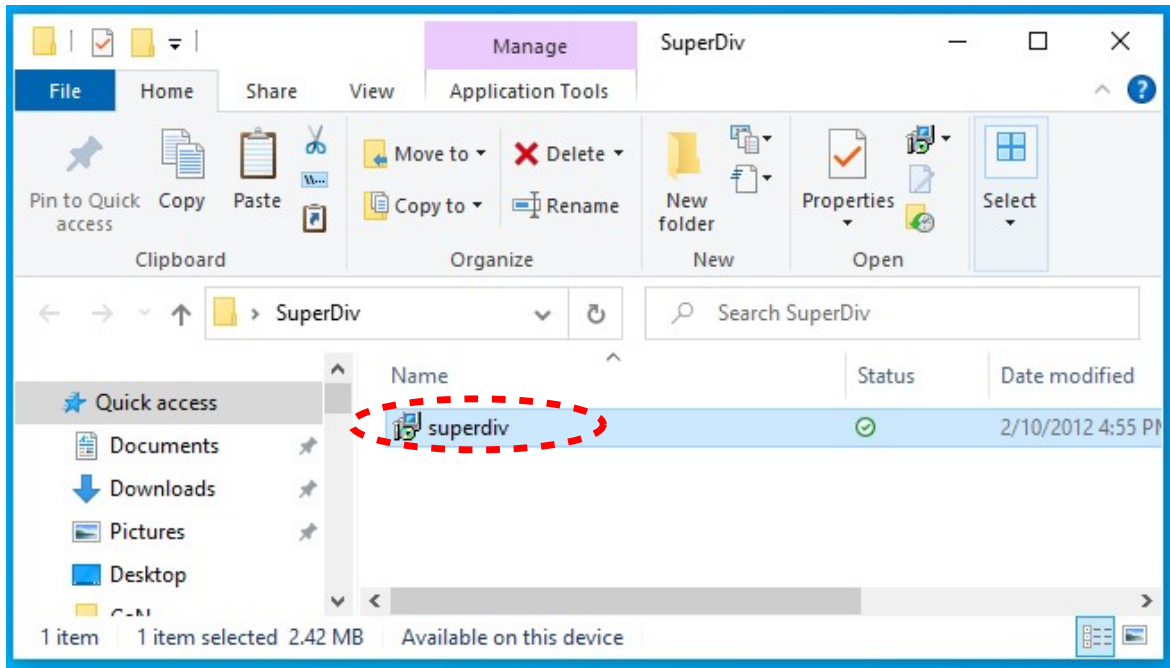 Manage
SuperDiv
File
Home
Share
View
Application Tools
Pin to Quick
access
Copy
Paste
Move to
Copy to
Delete
Rename
New
folder
Properties
Select
Clipboard
Organize
New
Open
SuperDiv
Search SuperDiv
Name
Status
Date modified
Quick access
superdiv
2/10/2012 4:55 PM
Documents
Downloads
Pictures
Desktop
1 item
1 item selected 2.42 MB
Available on this device